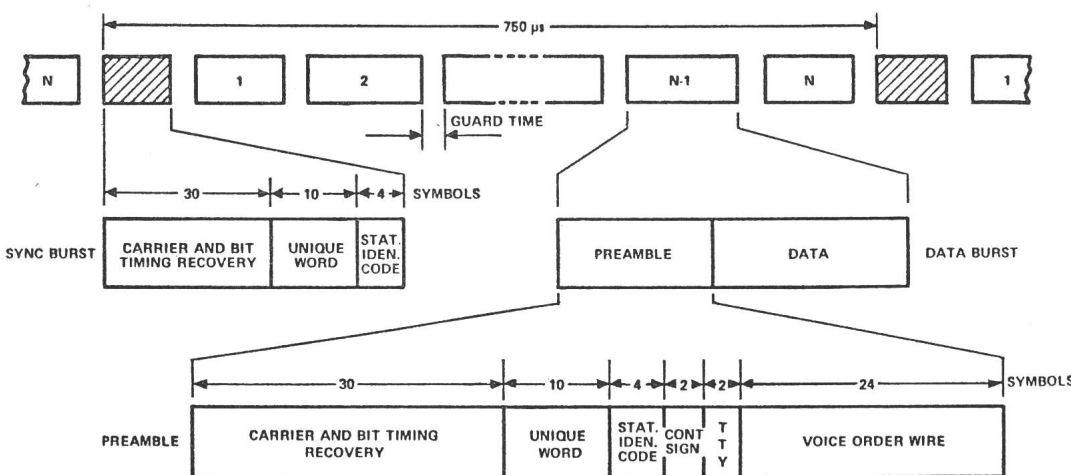 750 μs
N
1
2
N-1
N
1
GUARD TIME
30
10
4
SYMBOLS
SYNC BURST
CARRIER AND BIT
TIMING RECOVERY
UNIQUE
WORD
STAT.
IDEN.
CODE
PREAMBLE
DATA
DATA BURST
30
10
4
2
2
24
SYMBOLS
PREAMBLE
CARRIER AND BIT TIMING
RECOVERY
UNIQUE
WORD
STAT.
IDEN.
CODE
CONT
SIGN
T
T
Y
VOICE ORDER WIRE